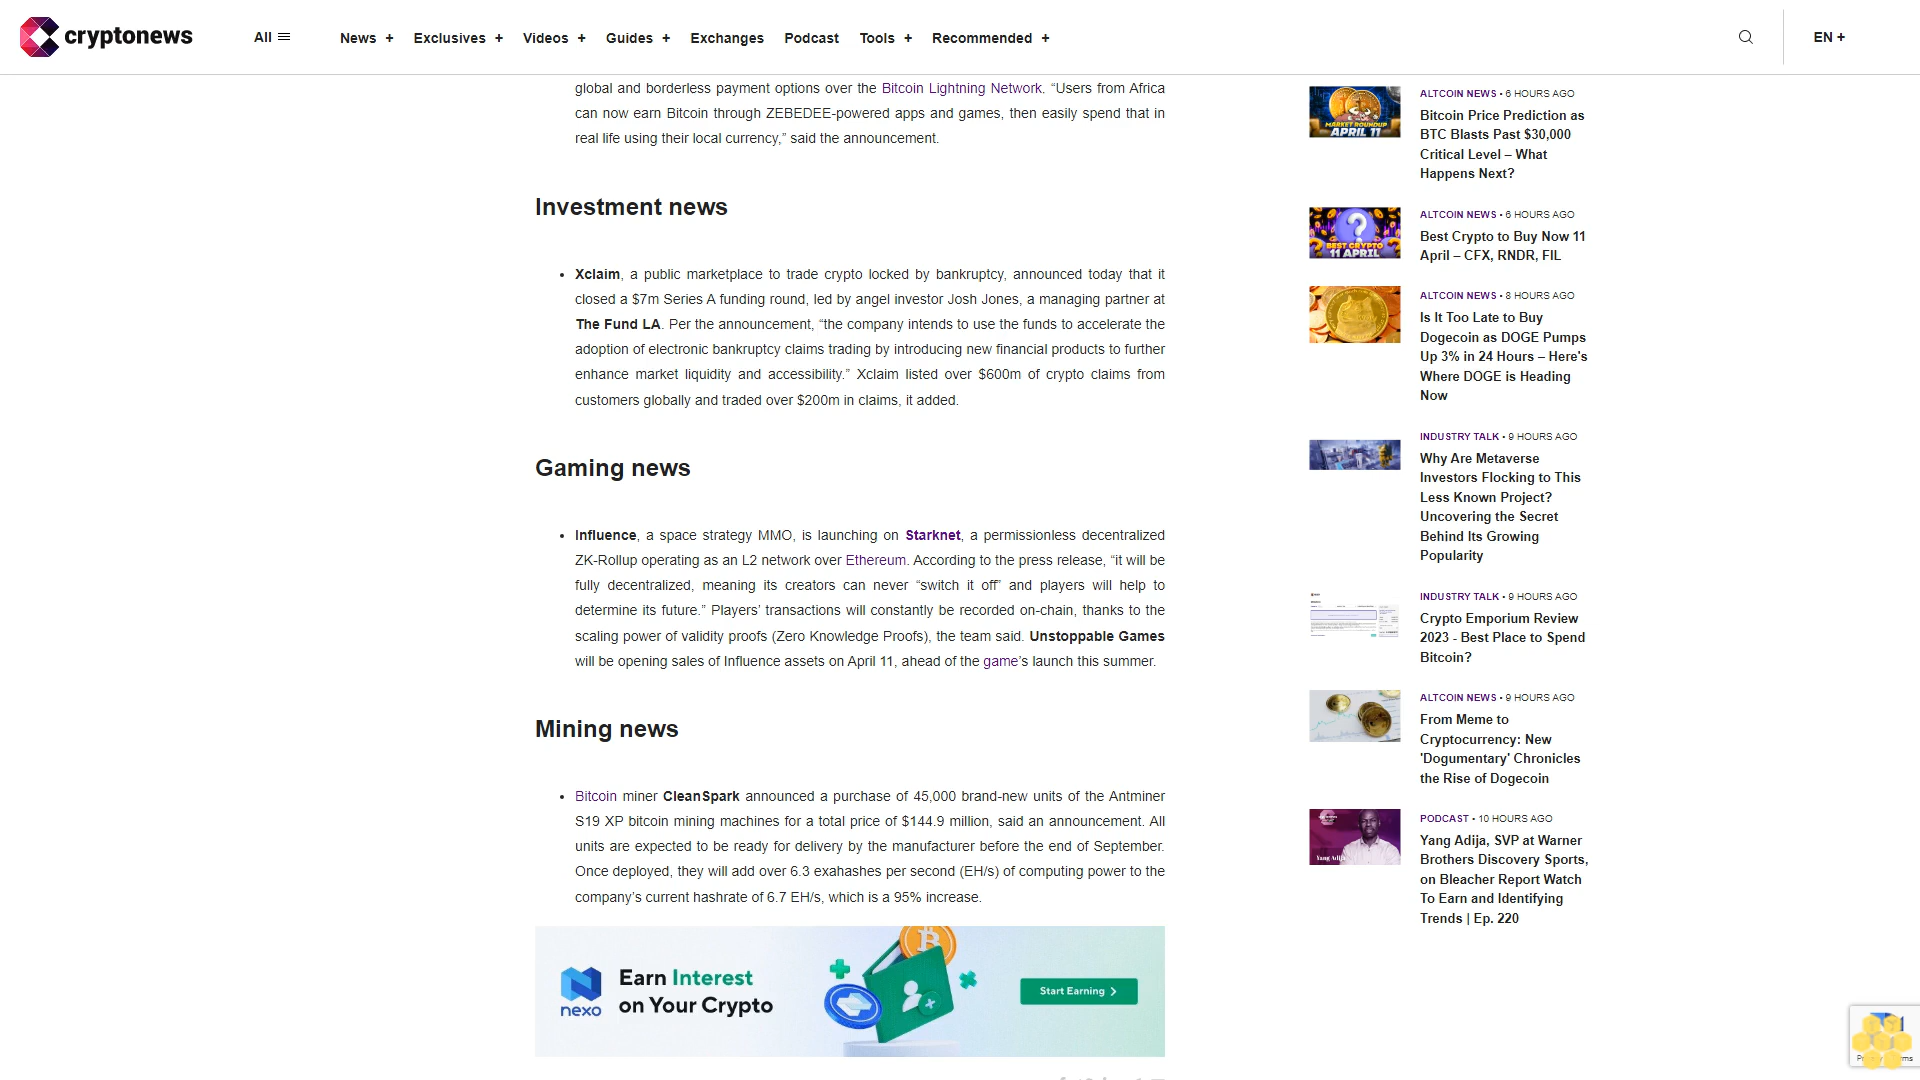 cryptonews
All
News +
Exclusives +
Videos +
Guides +
Exchanges
Podcast
Tools +
Recommended +
EN +
global and borderless payment options over the Bitcoin Lightning Network. “Users from Africa
can now earn Bitcoin through ZEBEDEE-powered apps and games, then easily spend that in
real life using their local currency,” said the announcement.
Investment news
• Xclaim, a public marketplace to trade crypto locked by bankruptcy, announced today that it
closed a $7m Series A funding round, led by angel investor Josh Jones, a managing partner at
The Fund LA. Per the announcement, “the company intends to use the funds to accelerate the
adoption of electronic bankruptcy claims trading by introducing new financial products to further
enhance market liquidity and accessibility.” Xclaim listed over $600m of crypto claims from
customers globally and traded over $200m in claims, it added.
Gaming news
• Influence, a space strategy MMO, is launching on Starknet, a permissionless decentralized
ZK-Rollup operating as an L2 network over Ethereum. According to the press release, “it will be
fully decentralized, meaning its creators can never “switch it off” and players will help to
determine its future.” Players’ transactions will constantly be recorded on-chain, thanks to the
scaling power of validity proofs (Zero Knowledge Proofs), the team said. Unstoppable Games
will be opening sales of Influence assets on April 11, ahead of the game’s launch this summer.
Mining news
• Bitcoin miner CleanSpark announced a purchase of 45,000 brand-new units of the Antminer
S19 XP bitcoin mining machines for a total price of $144.9 million, said an announcement. All
units are expected to be ready for delivery by the manufacturer before the end of September.
Once deployed, they will add over 6.3 exahashes per second (EH/s) of computing power to the
company’s current hashrate of 6.7 EH/s, which is a 95% increase.
nexo
Earn Interest
on Your Crypto
Start Earning
MARKET ROUNDUP
APRIL 11
ALTCOIN NEWS • 6 HOURS AGO
Bitcoin Price Prediction as
BTC Blasts Past $30,000
Critical Level – What
Happens Next?
BEST CRYPTO
11 APRIL
ALTCOIN NEWS • 6 HOURS AGO
Best Crypto to Buy Now 11
April – CFX, RNDR, FIL
ALTCOIN NEWS • 8 HOURS AGO
Is It Too Late to Buy
Dogecoin as DOGE Pumps
Up 3% in 24 Hours – Here's
Where DOGE is Heading
Now
INDUSTRY TALK • 9 HOURS AGO
Why Are Metaverse
Investors Flocking to This
Less Known Project?
Uncovering the Secret
Behind Its Growing
Popularity
INDUSTRY TALK • 9 HOURS AGO
Crypto Emporium Review
2023 - Best Place to Spend
Bitcoin?
ALTCOIN NEWS • 9 HOURS AGO
From Meme to
Cryptocurrency: New
'Dogumentary' Chronicles
the Rise of Dogecoin
Yang Adija
PODCAST • 10 HOURS AGO
Yang Adija, SVP at Warner
Brothers Discovery Sports,
on Bleacher Report Watch
To Earn and Identifying
Trends | Ep. 220